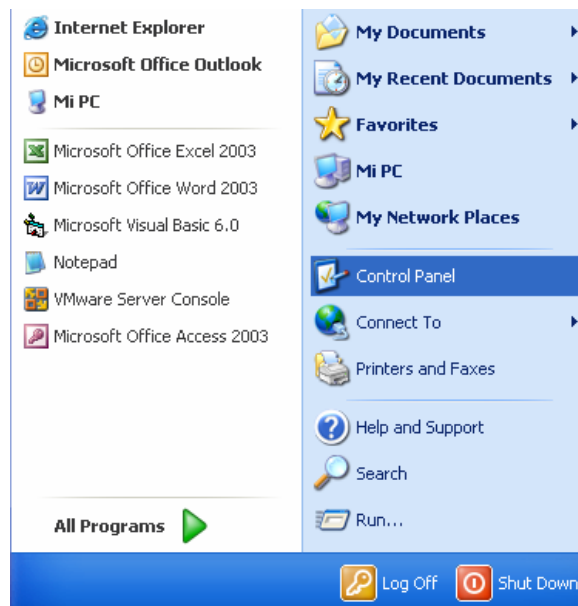 Internet Explorer
Microsoft Office Outlook
Mi PC
Microsoft Office Excel 2003
Microsoft Office Word 2003
Microsoft Visual Basic 6.0
Notepad
VMware Server Console
Microsoft Office Access 2003
All Programs
My Documents
My Recent Documents
Favorites
Mi PC
My Network Places
Control Panel
Connect To
Printers and Faxes
Help and Support
Search
Run...
Log Off Shut Down